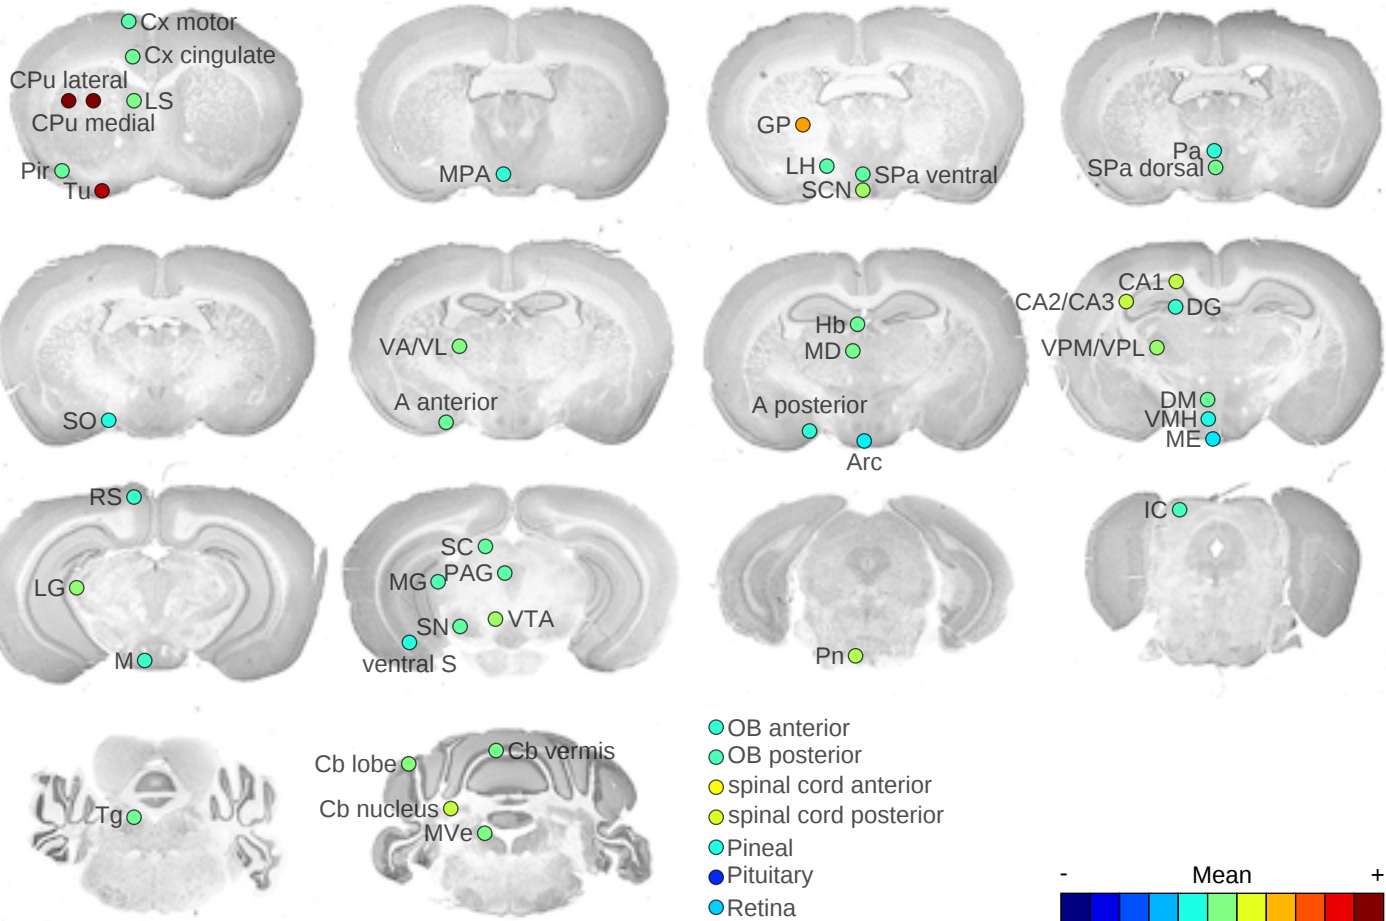 Cx motor
Cx cingulate
CPu lateral
LS
CPu medial
Pir
Tu
MPA
GP
LH
SPa ventral
SCN
Pa
SPa dorsal
SO
VA/VL
A anterior
Hb
MD
A posterior
Arc
CA1
CA2/CA3
DG
VPM/VPL
DM
VMH
ME
RS
LG
M
SC
MG
PAG
SN
VTA
ventral S
Pn
IC
Tg
Cb lobe
Cb vermis
Cb nucleus
MVe
OB anterior
OB posterior
spinal cord anterior
spinal cord posterior
Pineal
Pituitary
Retina
- Mean +